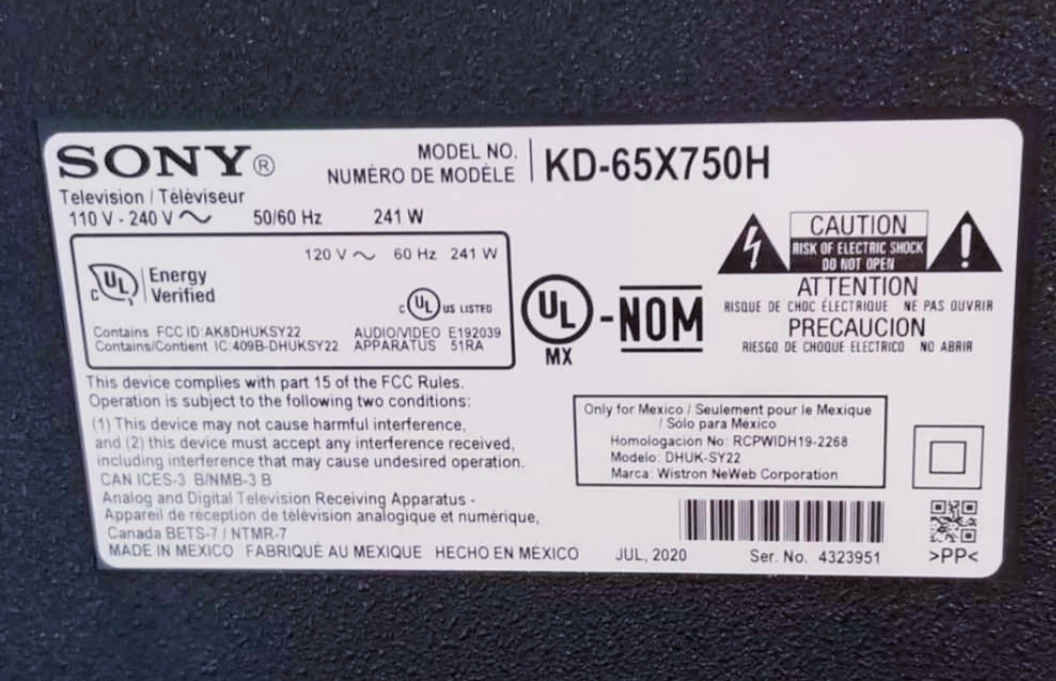 SONY®
MODEL NO.
NUMÉRO DE MODÈLE
KD-65X750H
Television / Téléviseur
110 V - 240 V ~ 50/60 Hz 241 W
120 V ~ 60 Hz 241 W
C UL Energy
Verified
C UL US LISTED
Contains FCC ID:AK8DHUKSY22 AUDIO/VIDEO E192039
Contains/Contient IC:409B-DHUKSY22 APPARATUS 51RA
UL
MX
-NOM
CAUTION
RISK OF ELECTRIC SHOCK
DO NOT OPEN
ATTENTION
RISQUE DE CHOC ÉLECTRIQUE NE PAS OUVRIR
PRECAUCION
RIESGO DE CHOQUE ELECTRICO NO ABRIR
This device complies with part 15 of the FCC Rules.
Operation is subject to the following two conditions:
(1) This device may not cause harmful interference,
and (2) this device must accept any interference received,
including interference that may cause undesired operation.
CAN ICES-3 B/NMB-3 B
Analog and Digital Television Receiving Apparatus -
Appareil de réception de télévision analogique et numérique,
Canada BETS-7 / NTMR-7
MADE IN MEXICO FABRIQUÉ AU MEXIQUE HECHO EN MÉXICO
Only for Mexico / Seulement pour le Mexique
/ Sólo para México
Homologación No: RCPWIDH19-2268
Modelo: DHUK-SY22
Marca: Wistron NeWeb Corporation
JUL, 2020
Ser. No. 4323951
>PP<